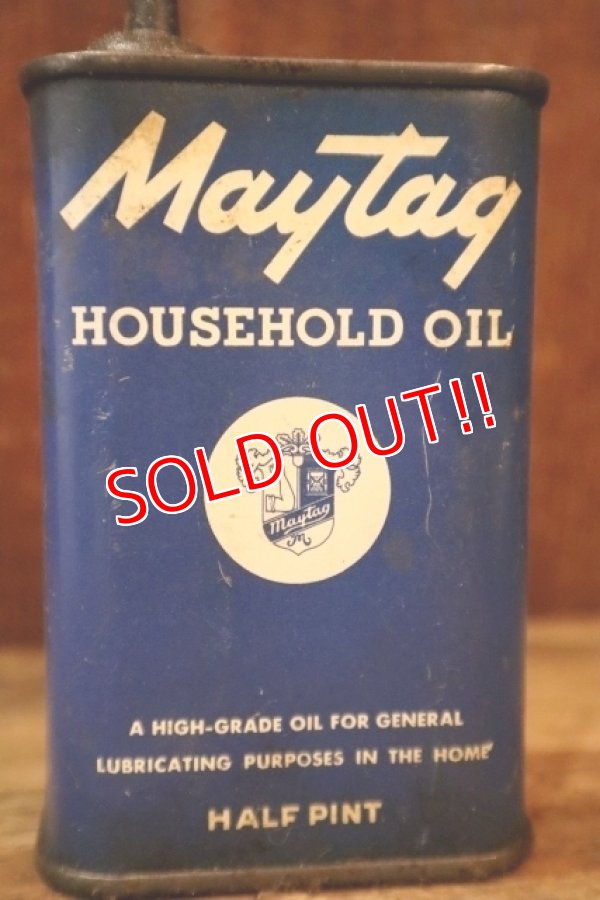 Maytag
HOUSEHOLD OIL
SOLD OUT!!
Maytag
M
A HIGH-GRADE OIL FOR GENERAL
LUBRICATING PURPOSES IN THE HOME
HALF PINT